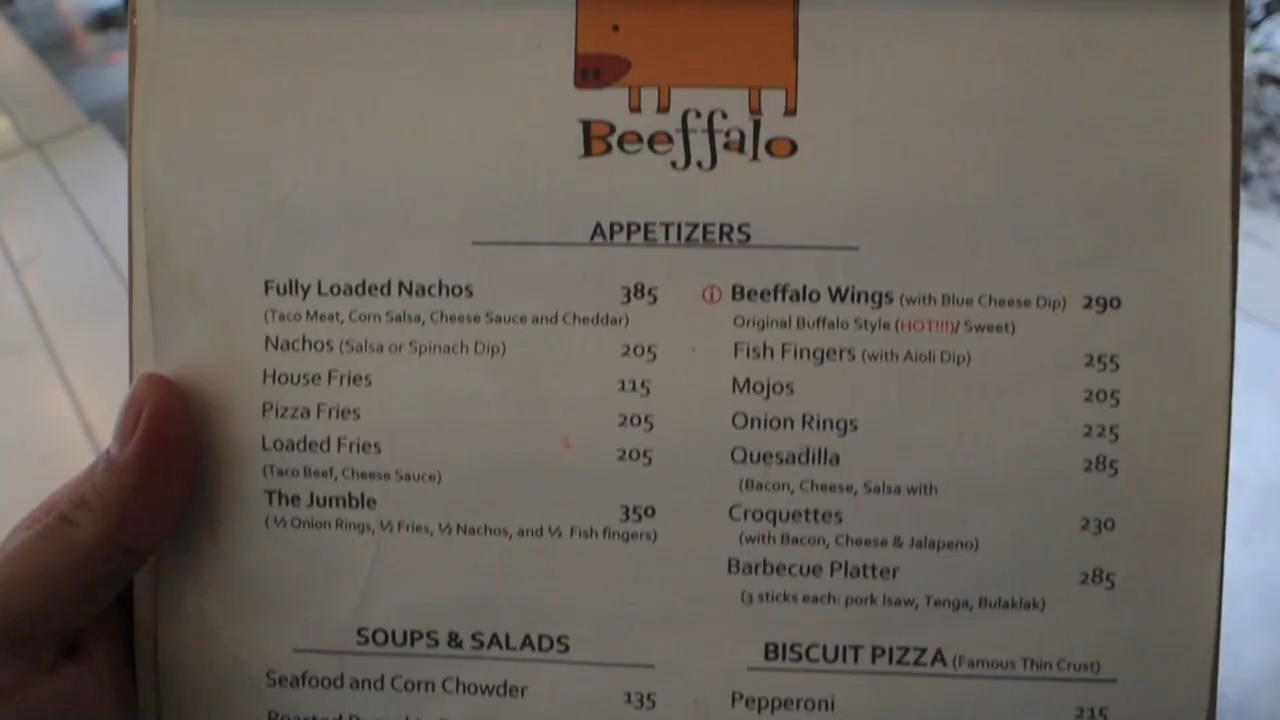 Beeffalo
APPETIZERS
Fully Loaded Nachos 385
(Taco Meat, Corn Salsa, Cheese Sauce and Cheddar)
Nachos (Salsa or Spinach Dip) 205
House Fries 115
Pizza Fries 205
Loaded Fries 205
(Taco Beef, Cheese Sauce)
The Jumble 350
( ½ Onion Rings, ½ Fries, ½ Nachos, and ½ Fish fingers)
Beeffalo Wings (with Blue Cheese Dip) 290
Original Buffalo Style (HOT!!!)/ Sweet)
Fish Fingers (with Aioli Dip) 255
Mojos 205
Onion Rings 225
Quesadilla 285
(Bacon, Cheese, Salsa with
Croquettes 230
(with Bacon, Cheese & Jalapeno)
Barbecue Platter 285
(3 sticks each: pork Isaw, Tenga, Bulaklak)
SOUPS & SALADS
Seafood and Corn Chowder 135
BISCUIT PIZZA (Famous Thin Crust)
Pepperoni 215